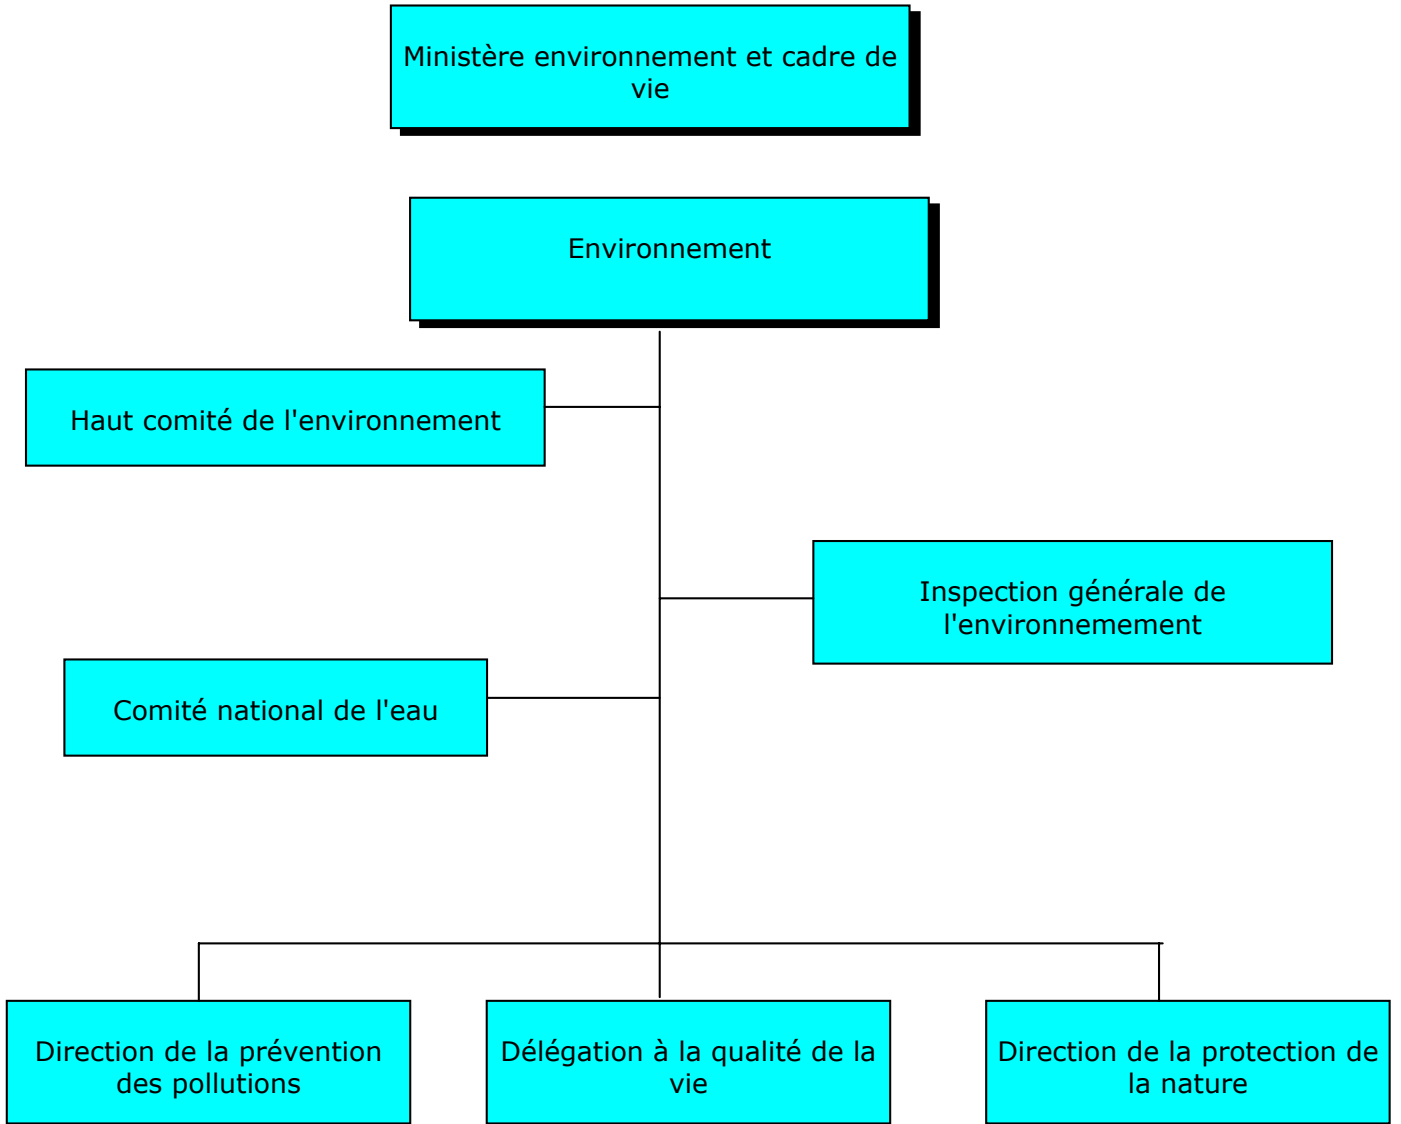 Ministère environnement et cadre de
vie
Environnement
Haut comité de l'environnement
Inspection générale de
l'environnemement
Comité national de l'eau
Direction de la prévention
des pollutions
Délégation à la qualité de la
vie
Direction de la protection de
la nature